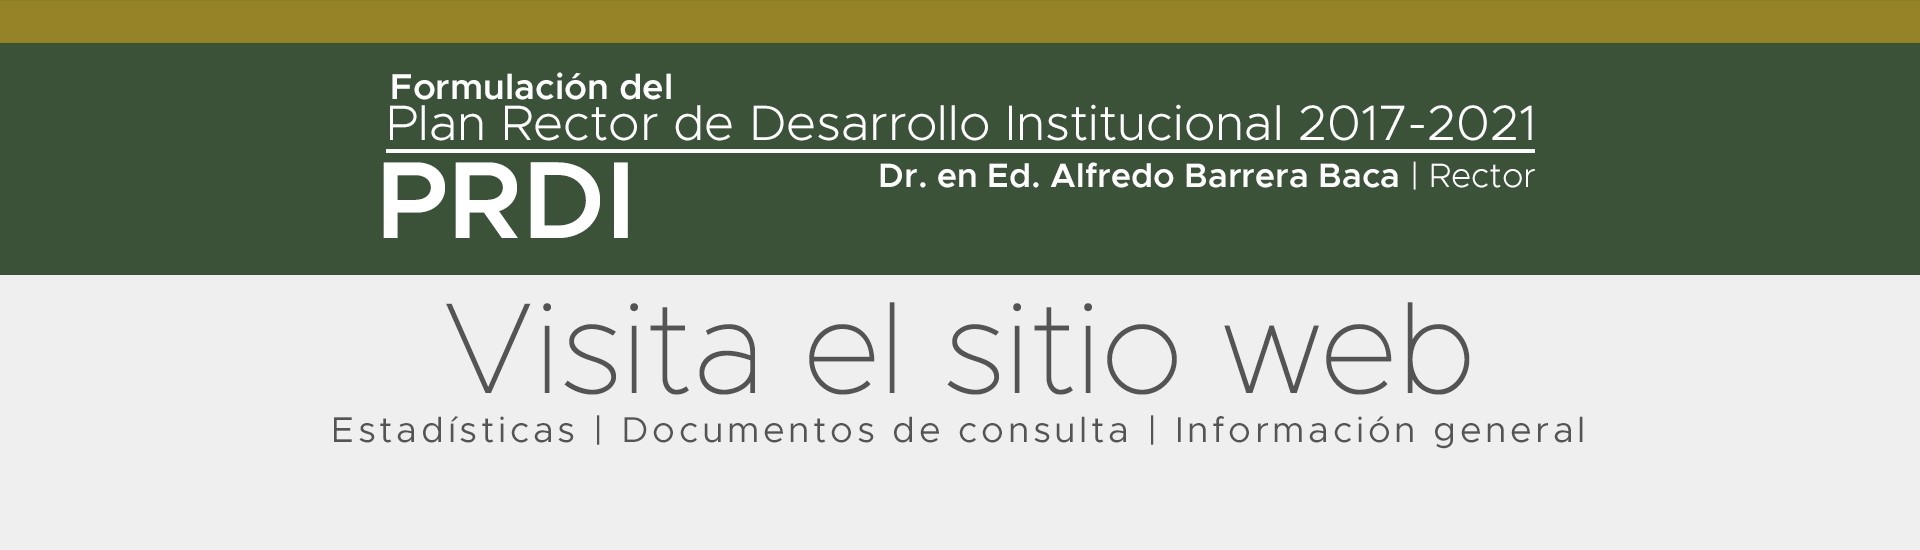 Formulación del
Plan Rector de Desarrollo Institucional 2017-2021
PRDI
Dr. en Ed. Alfredo Barrera Baca | Rector
Visita el sitio web
Estadísticas | Documentos de consulta | Información general